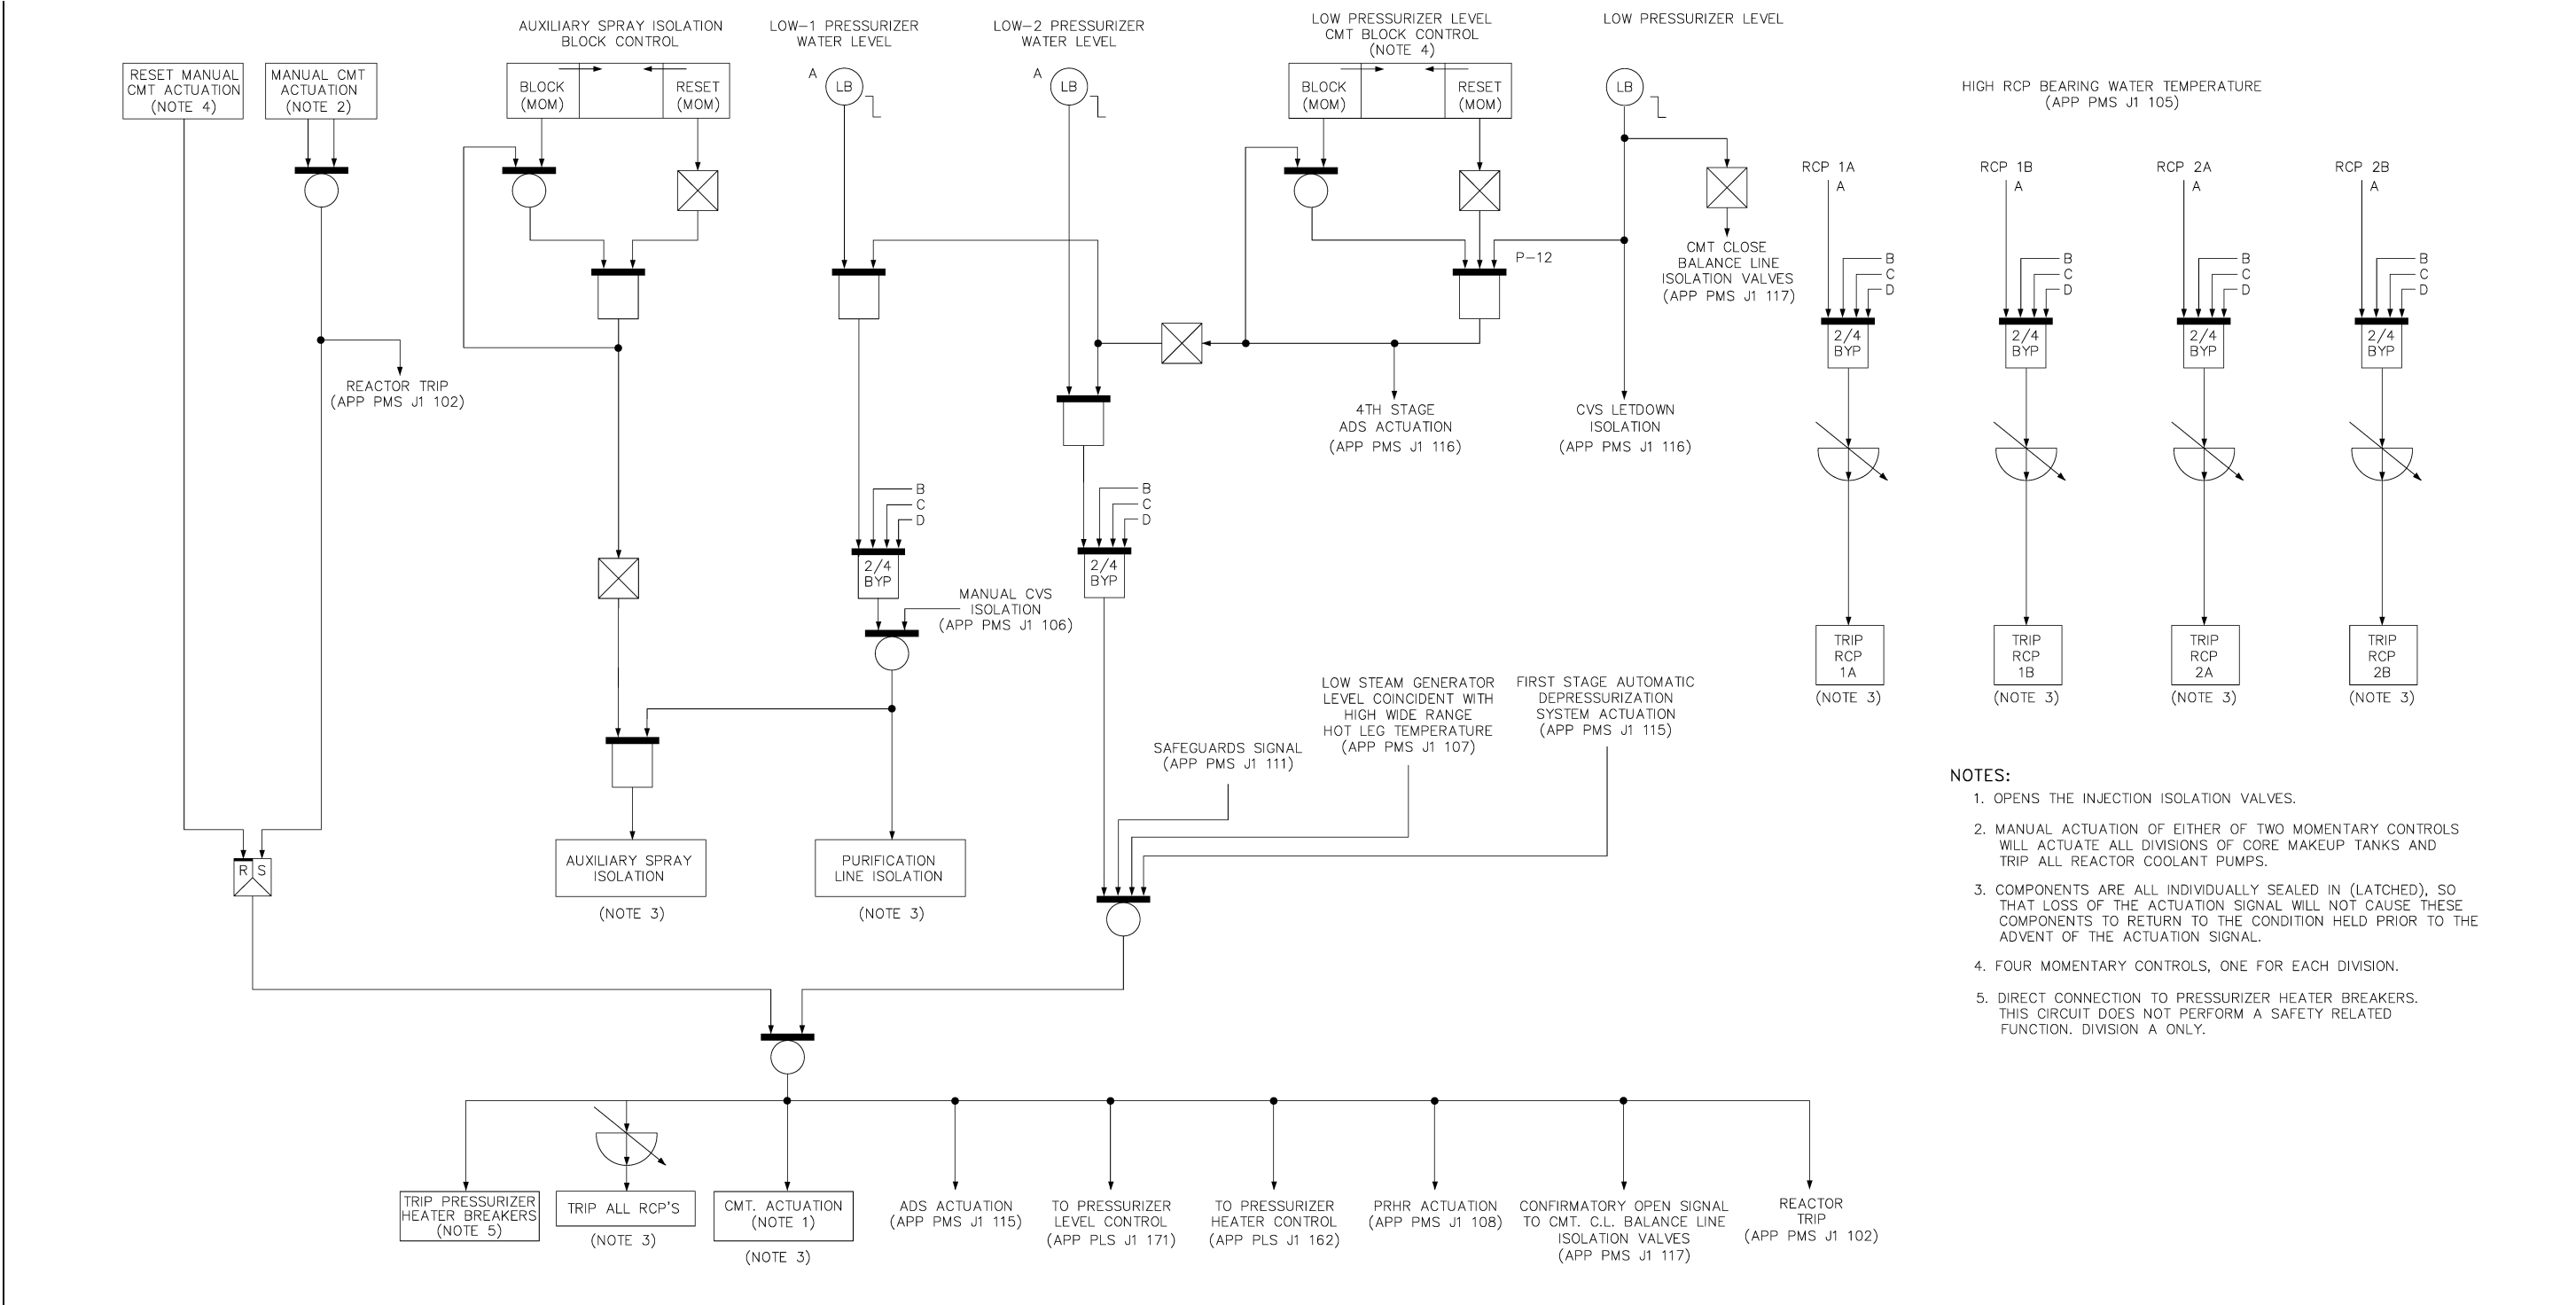 AUXILIARY SPRAY ISOLATION
BLOCK CONTROL
LOW-1 PRESSURIZER
WATER LEVEL
LOW-2 PRESSURIZER
WATER LEVEL
LOW PRESSURIZER LEVEL
CMT BLOCK CONTROL
(NOTE 4)
LOW PRESSURIZER LEVEL
RESET MANUAL
CMT ACTUATION
(NOTE 4)
MANUAL CMT
ACTUATION
(NOTE 2)
BLOCK
(MOM)
RESET
(MOM)
A
LB
A
LB
BLOCK
(MOM)
RESET
(MOM)
LB
HIGH RCP BEARING WATER TEMPERATURE
(APP PMS J1 105)
RCP 1A
A
RCP 1B
A
RCP 2A
A
RCP 2B
A
P-12
CMT CLOSE
BALANCE LINE
ISOLATION VALVES
(APP PMS J1 117)
B
C
D
B
C
D
B
C
D
B
C
D
2/4
BYP
2/4
BYP
2/4
BYP
2/4
BYP
REACTOR TRIP
(APP PMS J1 102)
4TH STAGE
ADS ACTUATION
(APP PMS J1 116)
CVS LETDOWN
ISOLATION
(APP PMS J1 116)
B
C
D
B
C
D
2/4
BYP
2/4
BYP
MANUAL CVS
ISOLATION
(APP PMS J1 106)
TRIP
RCP
1A
(NOTE 3)
TRIP
RCP
1B
(NOTE 3)
TRIP
RCP
2A
(NOTE 3)
TRIP
RCP
2B
(NOTE 3)
SAFEGUARDS SIGNAL
(APP PMS J1 111)
LOW STEAM GENERATOR
LEVEL COINCIDENT WITH
HIGH WIDE RANGE
HOT LEG TEMPERATURE
(APP PMS J1 107)
FIRST STAGE AUTOMATIC
DEPRESSURIZATION
SYSTEM ACTUATION
(APP PMS J1 115)
R S
AUXILIARY SPRAY
ISOLATION
(NOTE 3)
PURIFICATION
LINE ISOLATION
(NOTE 3)
NOTES:
1. OPENS THE INJECTION ISOLATION VALVES.
2. MANUAL ACTUATION OF EITHER OF TWO MOMENTARY CONTROLS
WILL ACTUATE ALL DIVISIONS OF CORE MAKEUP TANKS AND
TRIP ALL REACTOR COOLANT PUMPS.
3. COMPONENTS ARE ALL INDIVIDUALLY SEALED IN (LATCHED), SO
THAT LOSS OF THE ACTUATION SIGNAL WILL NOT CAUSE THESE
COMPONENTS TO RETURN TO THE CONDITION HELD PRIOR TO THE
ADVENT OF THE ACTUATION SIGNAL.
4. FOUR MOMENTARY CONTROLS, ONE FOR EACH DIVISION.
5. DIRECT CONNECTION TO PRESSURIZER HEATER BREAKERS.
THIS CIRCUIT DOES NOT PERFORM A SAFETY RELATED
FUNCTION. DIVISION A ONLY.
TRIP PRESSURIZER
HEATER BREAKERS
(NOTE 5)
TRIP ALL RCP'S
(NOTE 3)
CMT. ACTUATION
(NOTE 1)
(NOTE 3)
ADS ACTUATION
(APP PMS J1 115)
TO PRESSURIZER
LEVEL CONTROL
(APP PLS J1 171)
TO PRESSURIZER
HEATER CONTROL
(APP PLS J1 162)
PRHR ACTUATION
(APP PMS J1 108)
CONFIRMATORY OPEN SIGNAL
TO CMT. C.L. BALANCE LINE
ISOLATION VALVES
(APP PMS J1 117)
REACTOR
TRIP
(APP PMS J1 102)